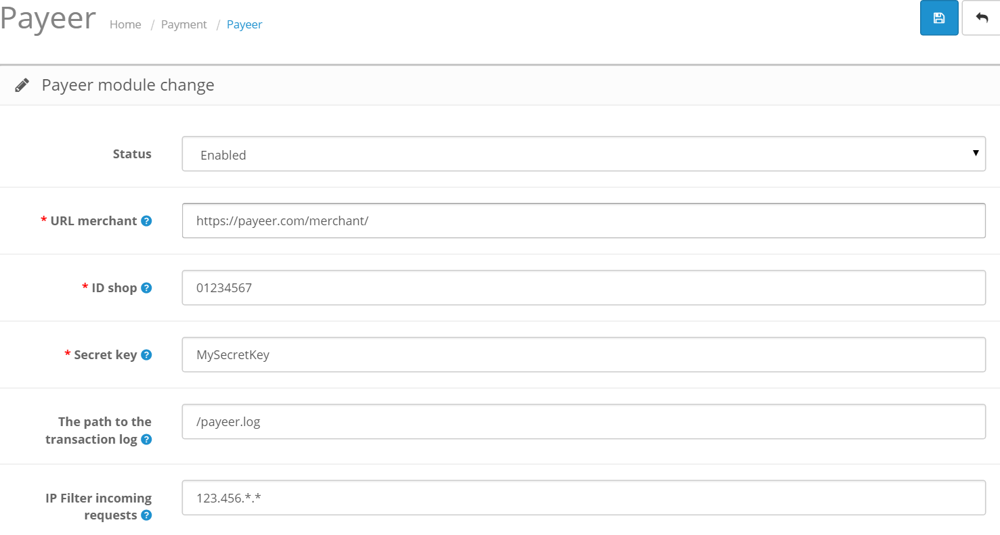 Payeer Home / Payment / Payeer
Payeer module change
Status Enabled
* URL merchant ? https://payeer.com/merchant/
* ID shop ? 01234567
* Secret key ? MySecretKey
The path to the
transaction log ?
/payeer.log
IP Filter incoming
requests ?
123.456.*.*